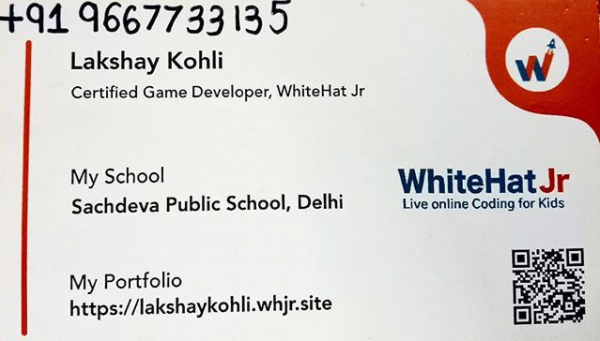 +91 9667733135
Lakshay Kohli
Certified Game Developer, WhiteHat Jr
W
My School
Sachdeva Public School, Delhi
WhiteHat Jr
Live online Coding for Kids
My Portfolio
https://lakshaykohli.whjr.site